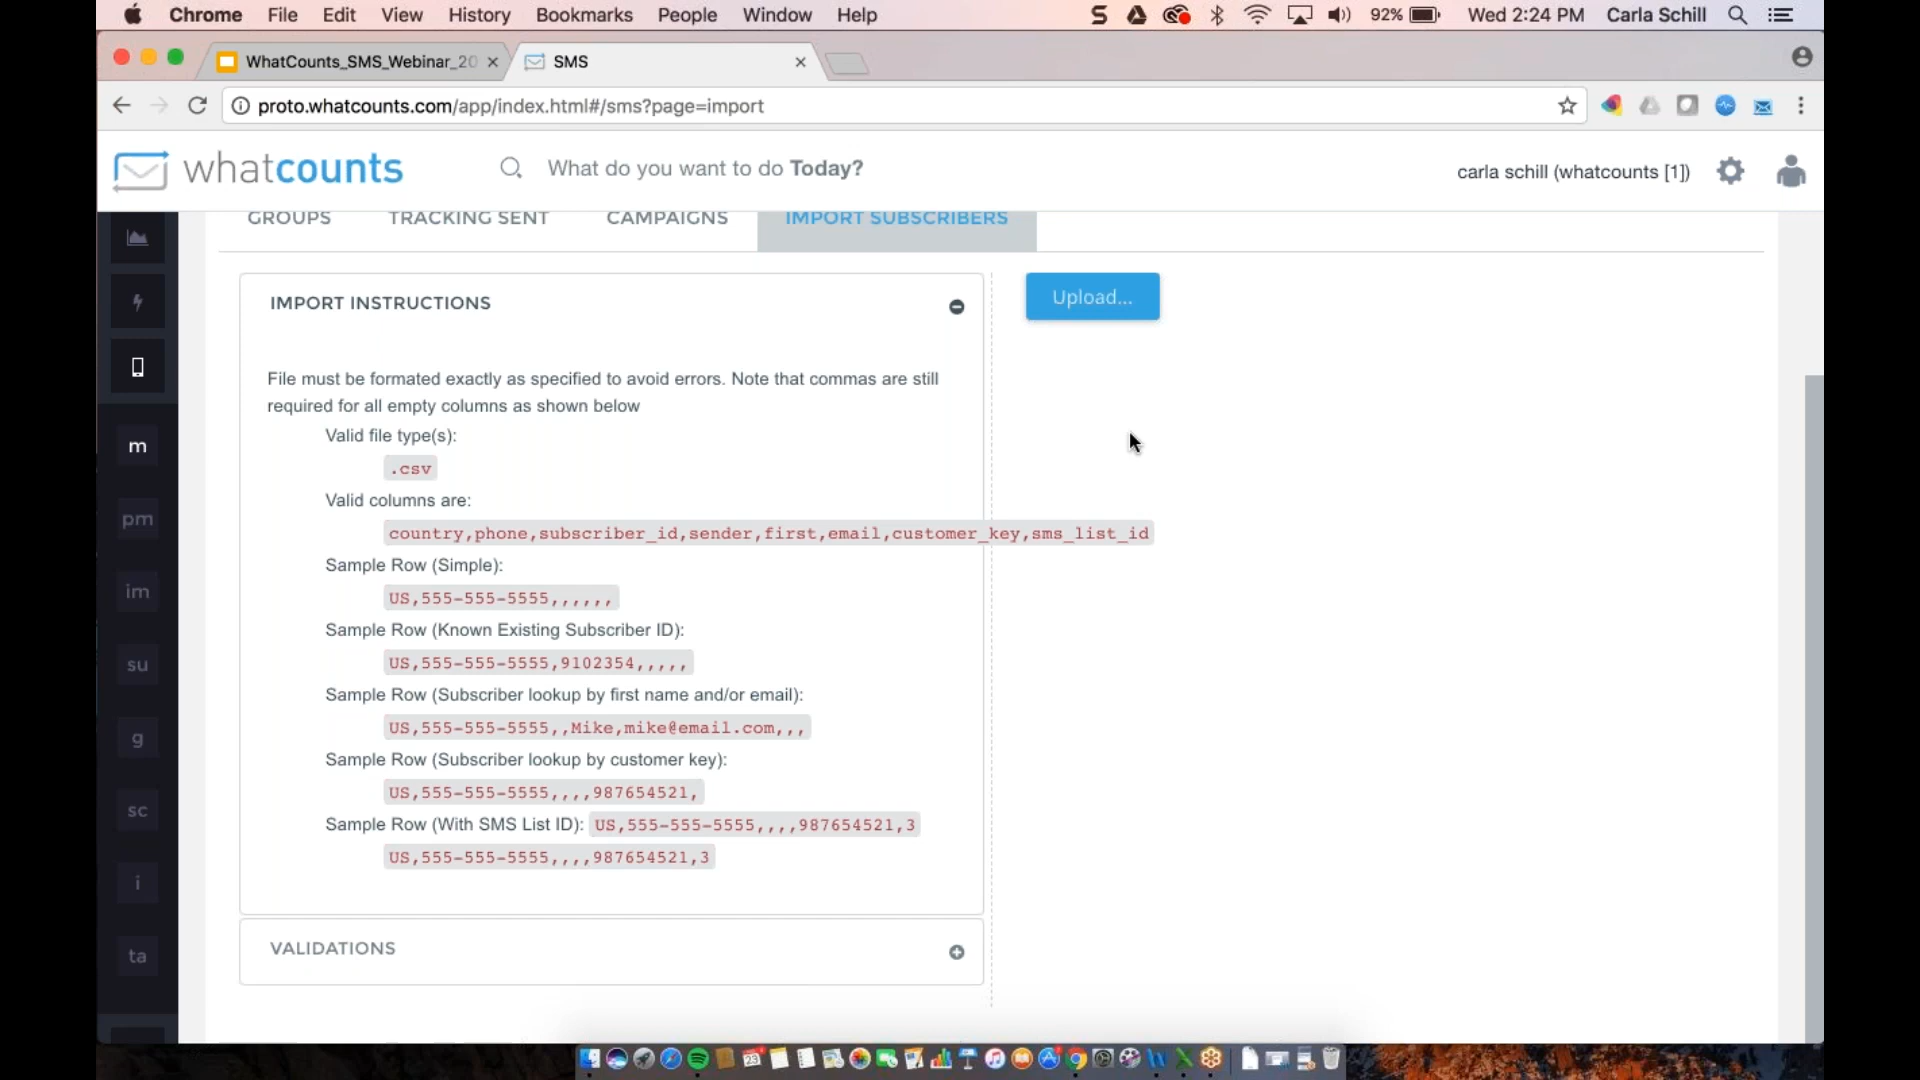 Chrome File Edit View History Bookmarks People Window Help 92% Wed 2:24 PM Carla Schill
WhatCounts_SMS_Webinar_20 SMS
proto.whatcounts.com/app/index.html#/sms?page=import
whatcounts What do you want to do Today? carla schill (whatcounts [1])
GROUPS TRACKING SENT CAMPAIGNS IMPORT SUBSCRIBERS
IMPORT INSTRUCTIONS
Upload...
File must be formated exactly as specified to avoid errors. Note that commas are still
required for all empty columns as shown below
Valid file type(s):
.csv
Valid columns are:
country,phone,subscriber_id,sender,first,email,customer_key,sms_list_id
Sample Row (Simple):
US,555-555-5555,,,,,,
Sample Row (Known Existing Subscriber ID):
US,555-555-5555,9102354,,,,,
Sample Row (Subscriber lookup by first name and/or email):
US,555-555-5555,,Mike,mike@email.com,,,
Sample Row (Subscriber lookup by customer key):
US,555-555-5555,,,,987654521,
Sample Row (With SMS List ID): US,555-555-5555,,,,987654521,3
US,555-555-5555,,,,987654521,3
VALIDATIONS
m
pm
im
su
g
sc
i
ta
23